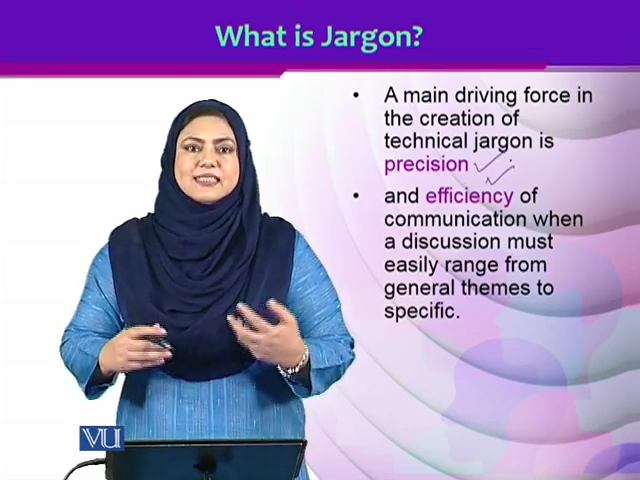 What is Jargon?
• A main driving force in
the creation of
technical jargon is
precision
• and efficiency of
communication when
a discussion must
easily range from
general themes to
specific.
VU